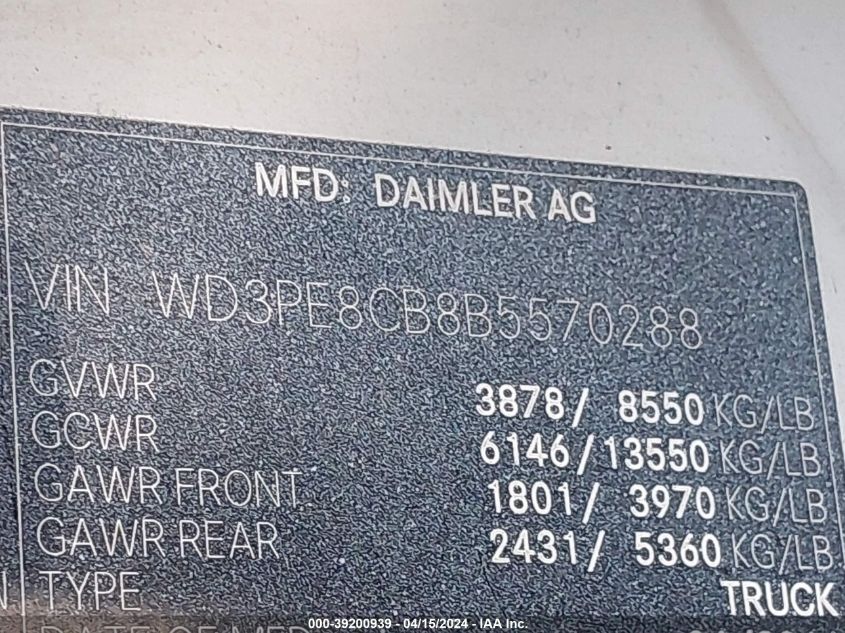 MFD: DAIMLER AG
VIN WD3PE8CB8B5570288
GVWR 3878/ 8550 KG/LB
GCWR 6146/13550 KG/LB
GAWR FRONT 1801/ 3970 KG/LB
GAWR REAR 2431/ 5360 KG/LB
TYPE TRUCK
000-39200939 - 04/15/2024 - IAA Inc.